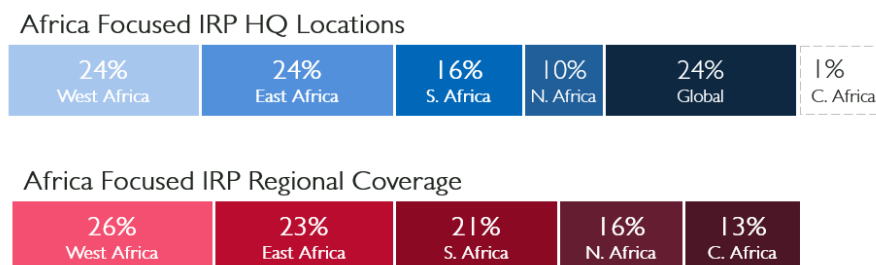 Africa Focused IRP HQ Locations
24% 24% 16% 10% 24% 1%
West Africa East Africa S. Africa N. Africa Global C. Africa
Africa Focused IRP Regional Coverage
26% 23% 21% 16% 13%
West Africa East Africa S. Africa N. Africa C. Africa